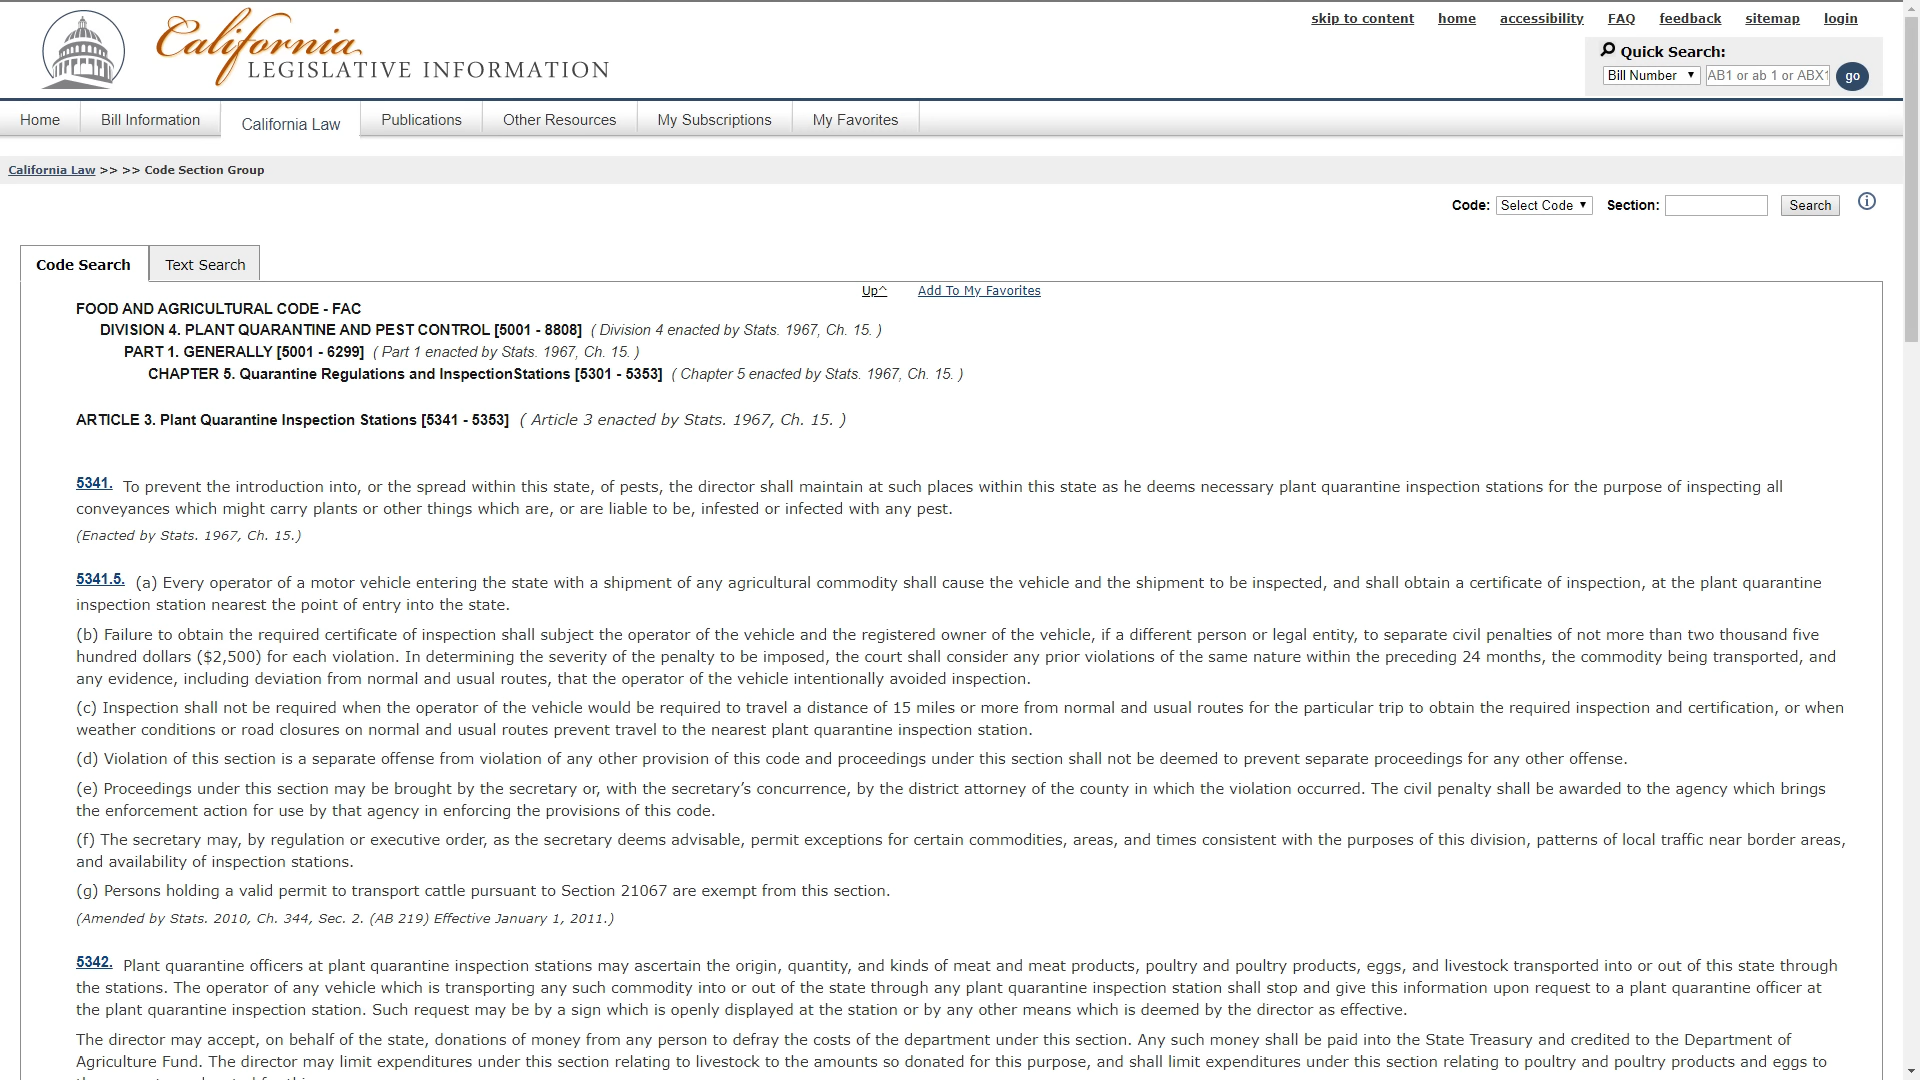 skip to content home accessibility FAQ feedback sitemap login
California
LEGISLATIVE INFORMATION
Quick Search:
Bill Number AB1 or ab 1 or ABX1 go
Home Bill Information California Law Publications Other Resources My Subscriptions My Favorites
California Law >> >> Code Section Group
Code: Select Code Section: Search
Code Search Text Search
Up^ Add To My Favorites
FOOD AND AGRICULTURAL CODE - FAC
DIVISION 4. PLANT QUARANTINE AND PEST CONTROL [5001 - 8808] ( Division 4 enacted by Stats. 1967, Ch. 15. )
PART 1. GENERALLY [5001 - 6299] ( Part 1 enacted by Stats. 1967, Ch. 15. )
CHAPTER 5. Quarantine Regulations and InspectionStations [5301 - 5353] ( Chapter 5 enacted by Stats. 1967, Ch. 15. )
ARTICLE 3. Plant Quarantine Inspection Stations [5341 - 5353] ( Article 3 enacted by Stats. 1967, Ch. 15. )
5341. To prevent the introduction into, or the spread within this state, of pests, the director shall maintain at such places within this state as he deems necessary plant quarantine inspection stations for the purpose of inspecting all
conveyances which might carry plants or other things which are, or are liable to be, infested or infected with any pest.
(Enacted by Stats. 1967, Ch. 15.)
5341.5. (a) Every operator of a motor vehicle entering the state with a shipment of any agricultural commodity shall cause the vehicle and the shipment to be inspected, and shall obtain a certificate of inspection, at the plant quarantine
inspection station nearest the point of entry into the state.
(b) Failure to obtain the required certificate of inspection shall subject the operator of the vehicle and the registered owner of the vehicle, if a different person or legal entity, to separate civil penalties of not more than two thousand five
hundred dollars ($2,500) for each violation. In determining the severity of the penalty to be imposed, the court shall consider any prior violations of the same nature within the preceding 24 months, the commodity being transported, and
any evidence, including deviation from normal and usual routes, that the operator of the vehicle intentionally avoided inspection.
(c) Inspection shall not be required when the operator of the vehicle would be required to travel a distance of 15 miles or more from normal and usual routes for the particular trip to obtain the required inspection and certification, or when
weather conditions or road closures on normal and usual routes prevent travel to the nearest plant quarantine inspection station.
(d) Violation of this section is a separate offense from violation of any other provision of this code and proceedings under this section shall not be deemed to prevent separate proceedings for any other offense.
(e) Proceedings under this section may be brought by the secretary or, with the secretary’s concurrence, by the district attorney of the county in which the violation occurred. The civil penalty shall be awarded to the agency which brings
the enforcement action for use by that agency in enforcing the provisions of this code.
(f) The secretary may, by regulation or executive order, as the secretary deems advisable, permit exceptions for certain commodities, areas, and times consistent with the purposes of this division, patterns of local traffic near border areas,
and availability of inspection stations.
(g) Persons holding a valid permit to transport cattle pursuant to Section 21067 are exempt from this section.
(Amended by Stats. 2010, Ch. 344, Sec. 2. (AB 219) Effective January 1, 2011.)
5342. Plant quarantine officers at plant quarantine inspection stations may ascertain the origin, quantity, and kinds of meat and meat products, poultry and poultry products, eggs, and livestock transported into or out of this state through
the stations. The operator of any vehicle which is transporting any such commodity into or out of the state through any plant quarantine inspection station shall stop and give this information upon request to a plant quarantine officer at
the plant quarantine inspection station. Such request may be by a sign which is openly displayed at the station or by any other means which is deemed by the director as effective.
The director may accept, on behalf of the state, donations of money from any person to defray the costs of the department under this section. Any such money shall be paid into the State Treasury and credited to the Department of
Agriculture Fund. The director may limit expenditures under this section relating to livestock to the amounts so donated for this purpose, and shall limit expenditures under this section relating to poultry and poultry products and eggs to